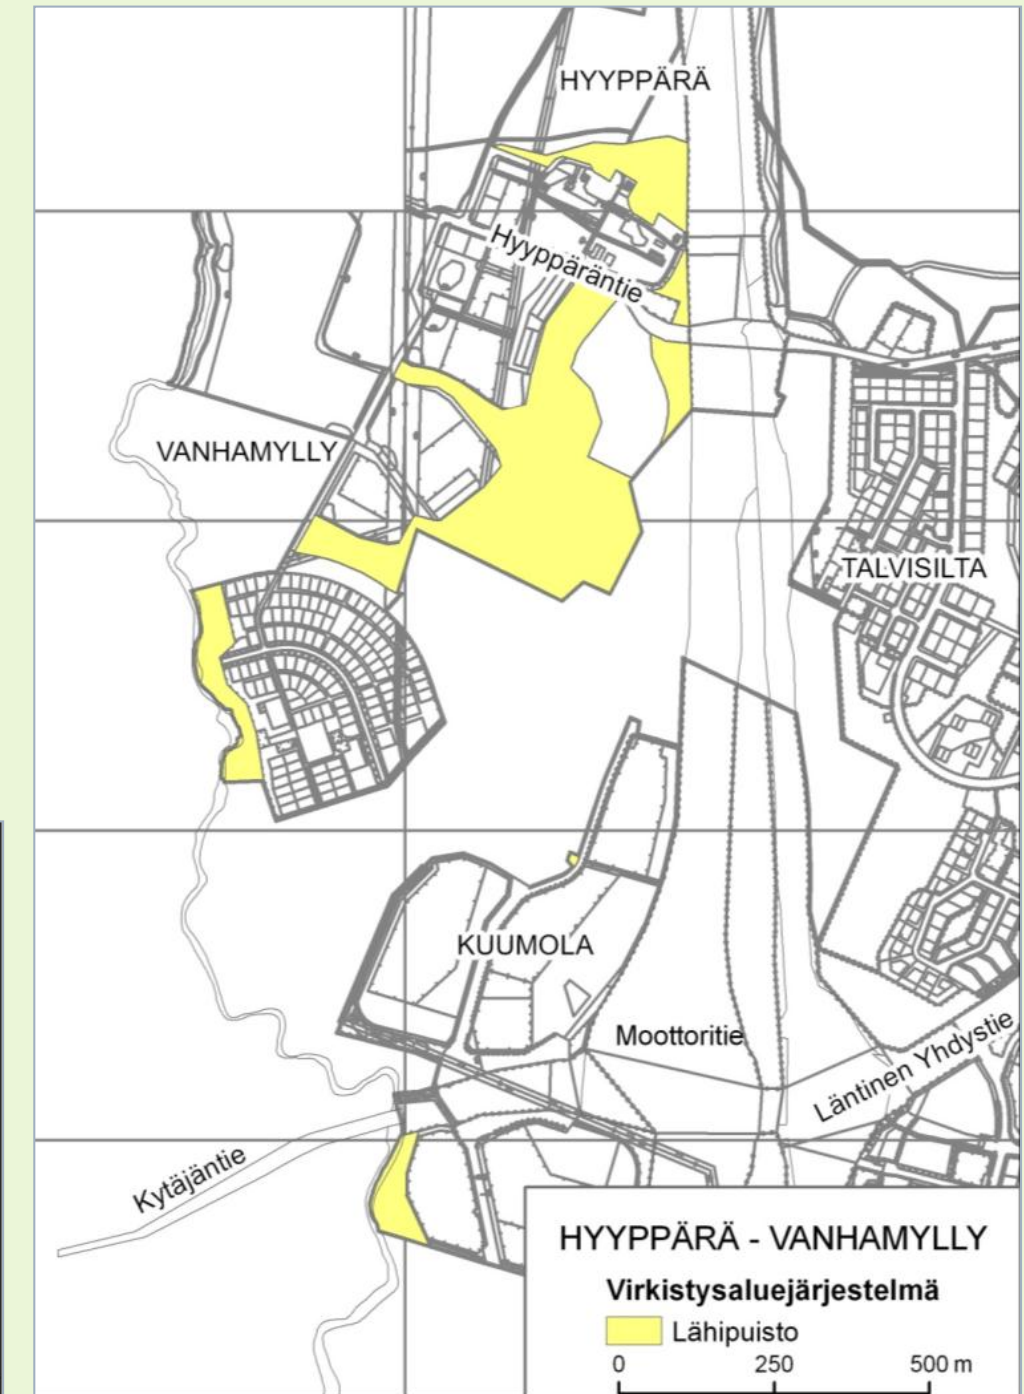 HYYPPÄRÄ
Hyyppäräntie
VANHAMYLLY
TALVISILTA
KUUMOLA
Moottoritie
Läntinen Yhdystie
Kytäjäntie
HYYPPÄRÄ - VANHAMYLLY
Virkistysaluejärjestelmä
Lähipuisto
0 250 500 m